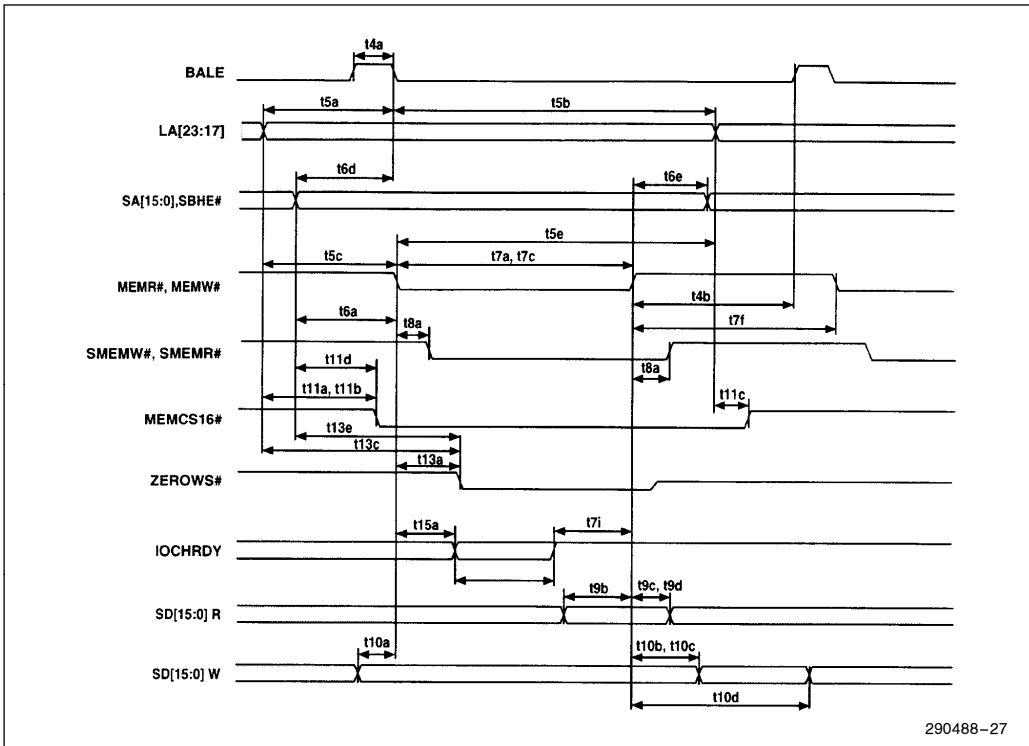 t4a
BALE
t5a
t5b
LA[23:17]
t6d
t6e
SA[15:0],SBHE#
t5e
t5c
t7a, t7c
MEMR#, MEMW#
t4b
t6a
t8a
t7f
SMEMW#, SMEMR#
t11d
t8a
t11a, t11b
t11c
MEMCS16#
t13e
t13c
t13a
ZEROWS#
t15a
t7i
IOCHRDY
t9b
t9c, t9d
SD[15:0] R
t10a
t10b, t10c
SD[15:0] W
t10d
290488–27